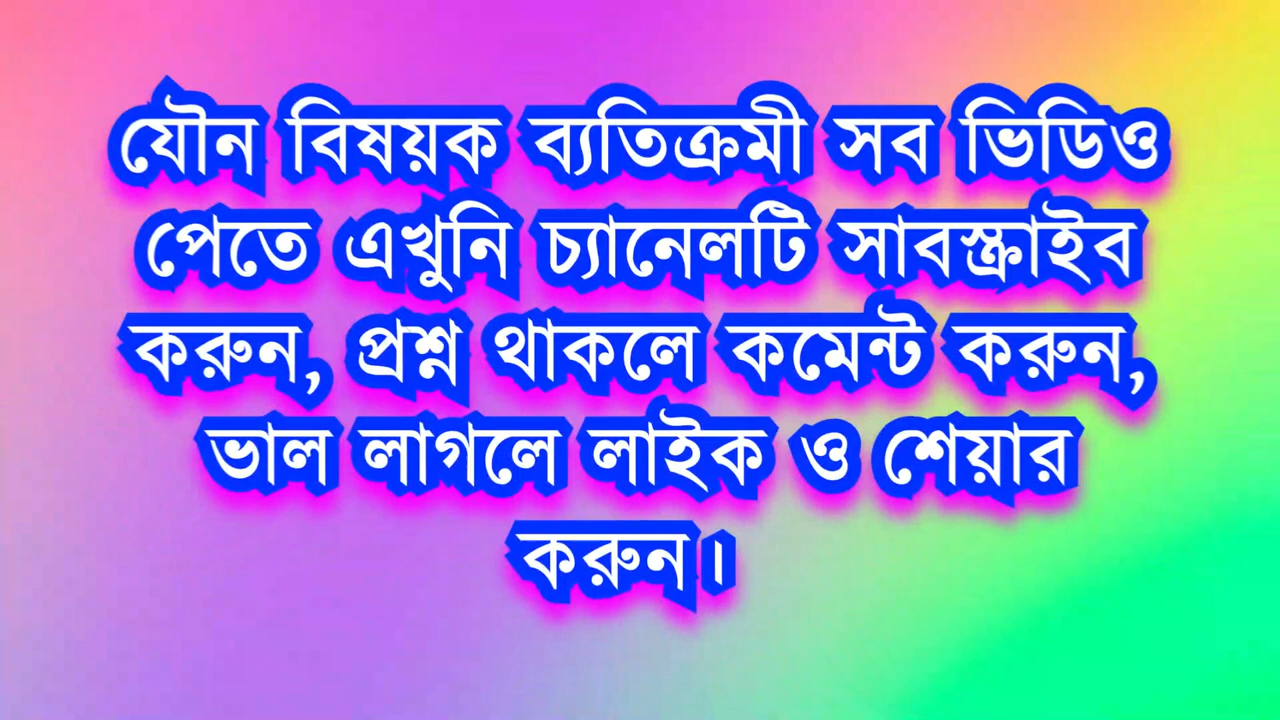 যৌন বিষয়ক ব্যতিক্রমী সব ভিডিও
পেতে এখুনি চ্যানেলটি সাবস্ক্রাইব
করুন, প্রশ্ন থাকলে কমেন্ট করুন,
ভাল লাগলে লাইক ও শেয়ার
করুন।